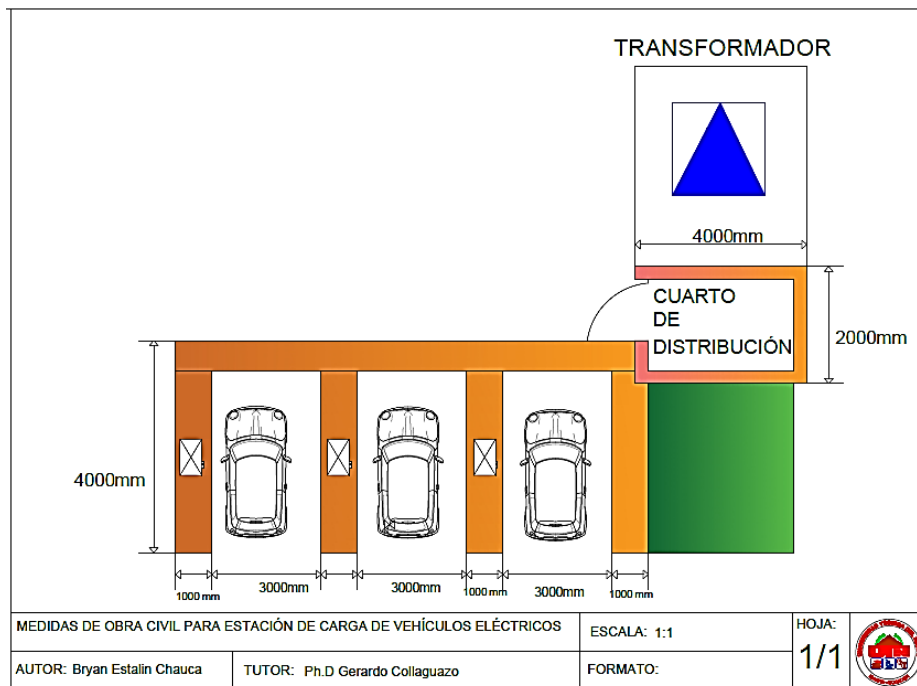 TRANSFORMADOR
4000mm
CUARTO
DE
DISTRIBUCIÓN
2000mm
4000mm
1000 mm
3000mm
3000mm
1000 mm
3000mm
1000 mm
MEDIDAS DE OBRA CIVIL PARA ESTACIÓN DE CARGA DE VEHÍCULOS ELÉCTRICOS
ESCALA: 1:1
HOJA:
1/1
AUTOR: Bryan Estalin Chauca
TUTOR: Ph.D Gerardo Collaguazo
FORMATO: